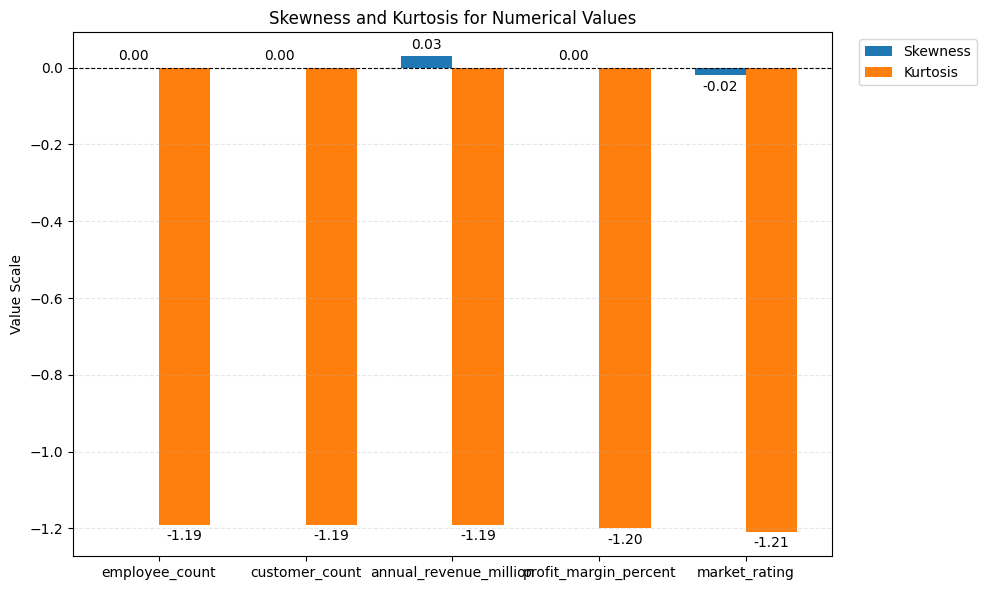 Skewness and Kurtosis for Numerical Values
Skewness
Kurtosis
Value Scale
0.0
−0.2
−0.4
−0.6
−0.8
−1.0
−1.2
0.00
0.00
0.03
0.00
-0.02
-1.19
-1.19
-1.19
-1.20
-1.21
employee_count
customer_count
annual_revenue_million
profit_margin_percent
market_rating